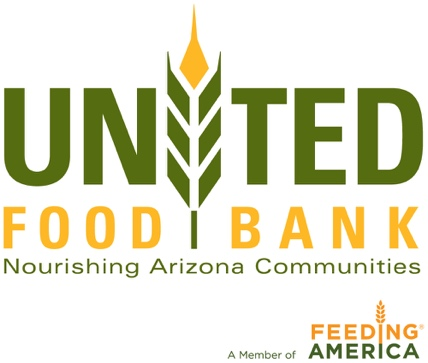 UNITED
FOOD BANK
Nourishing Arizona Communities
A Member of FEEDING®
AMERICA